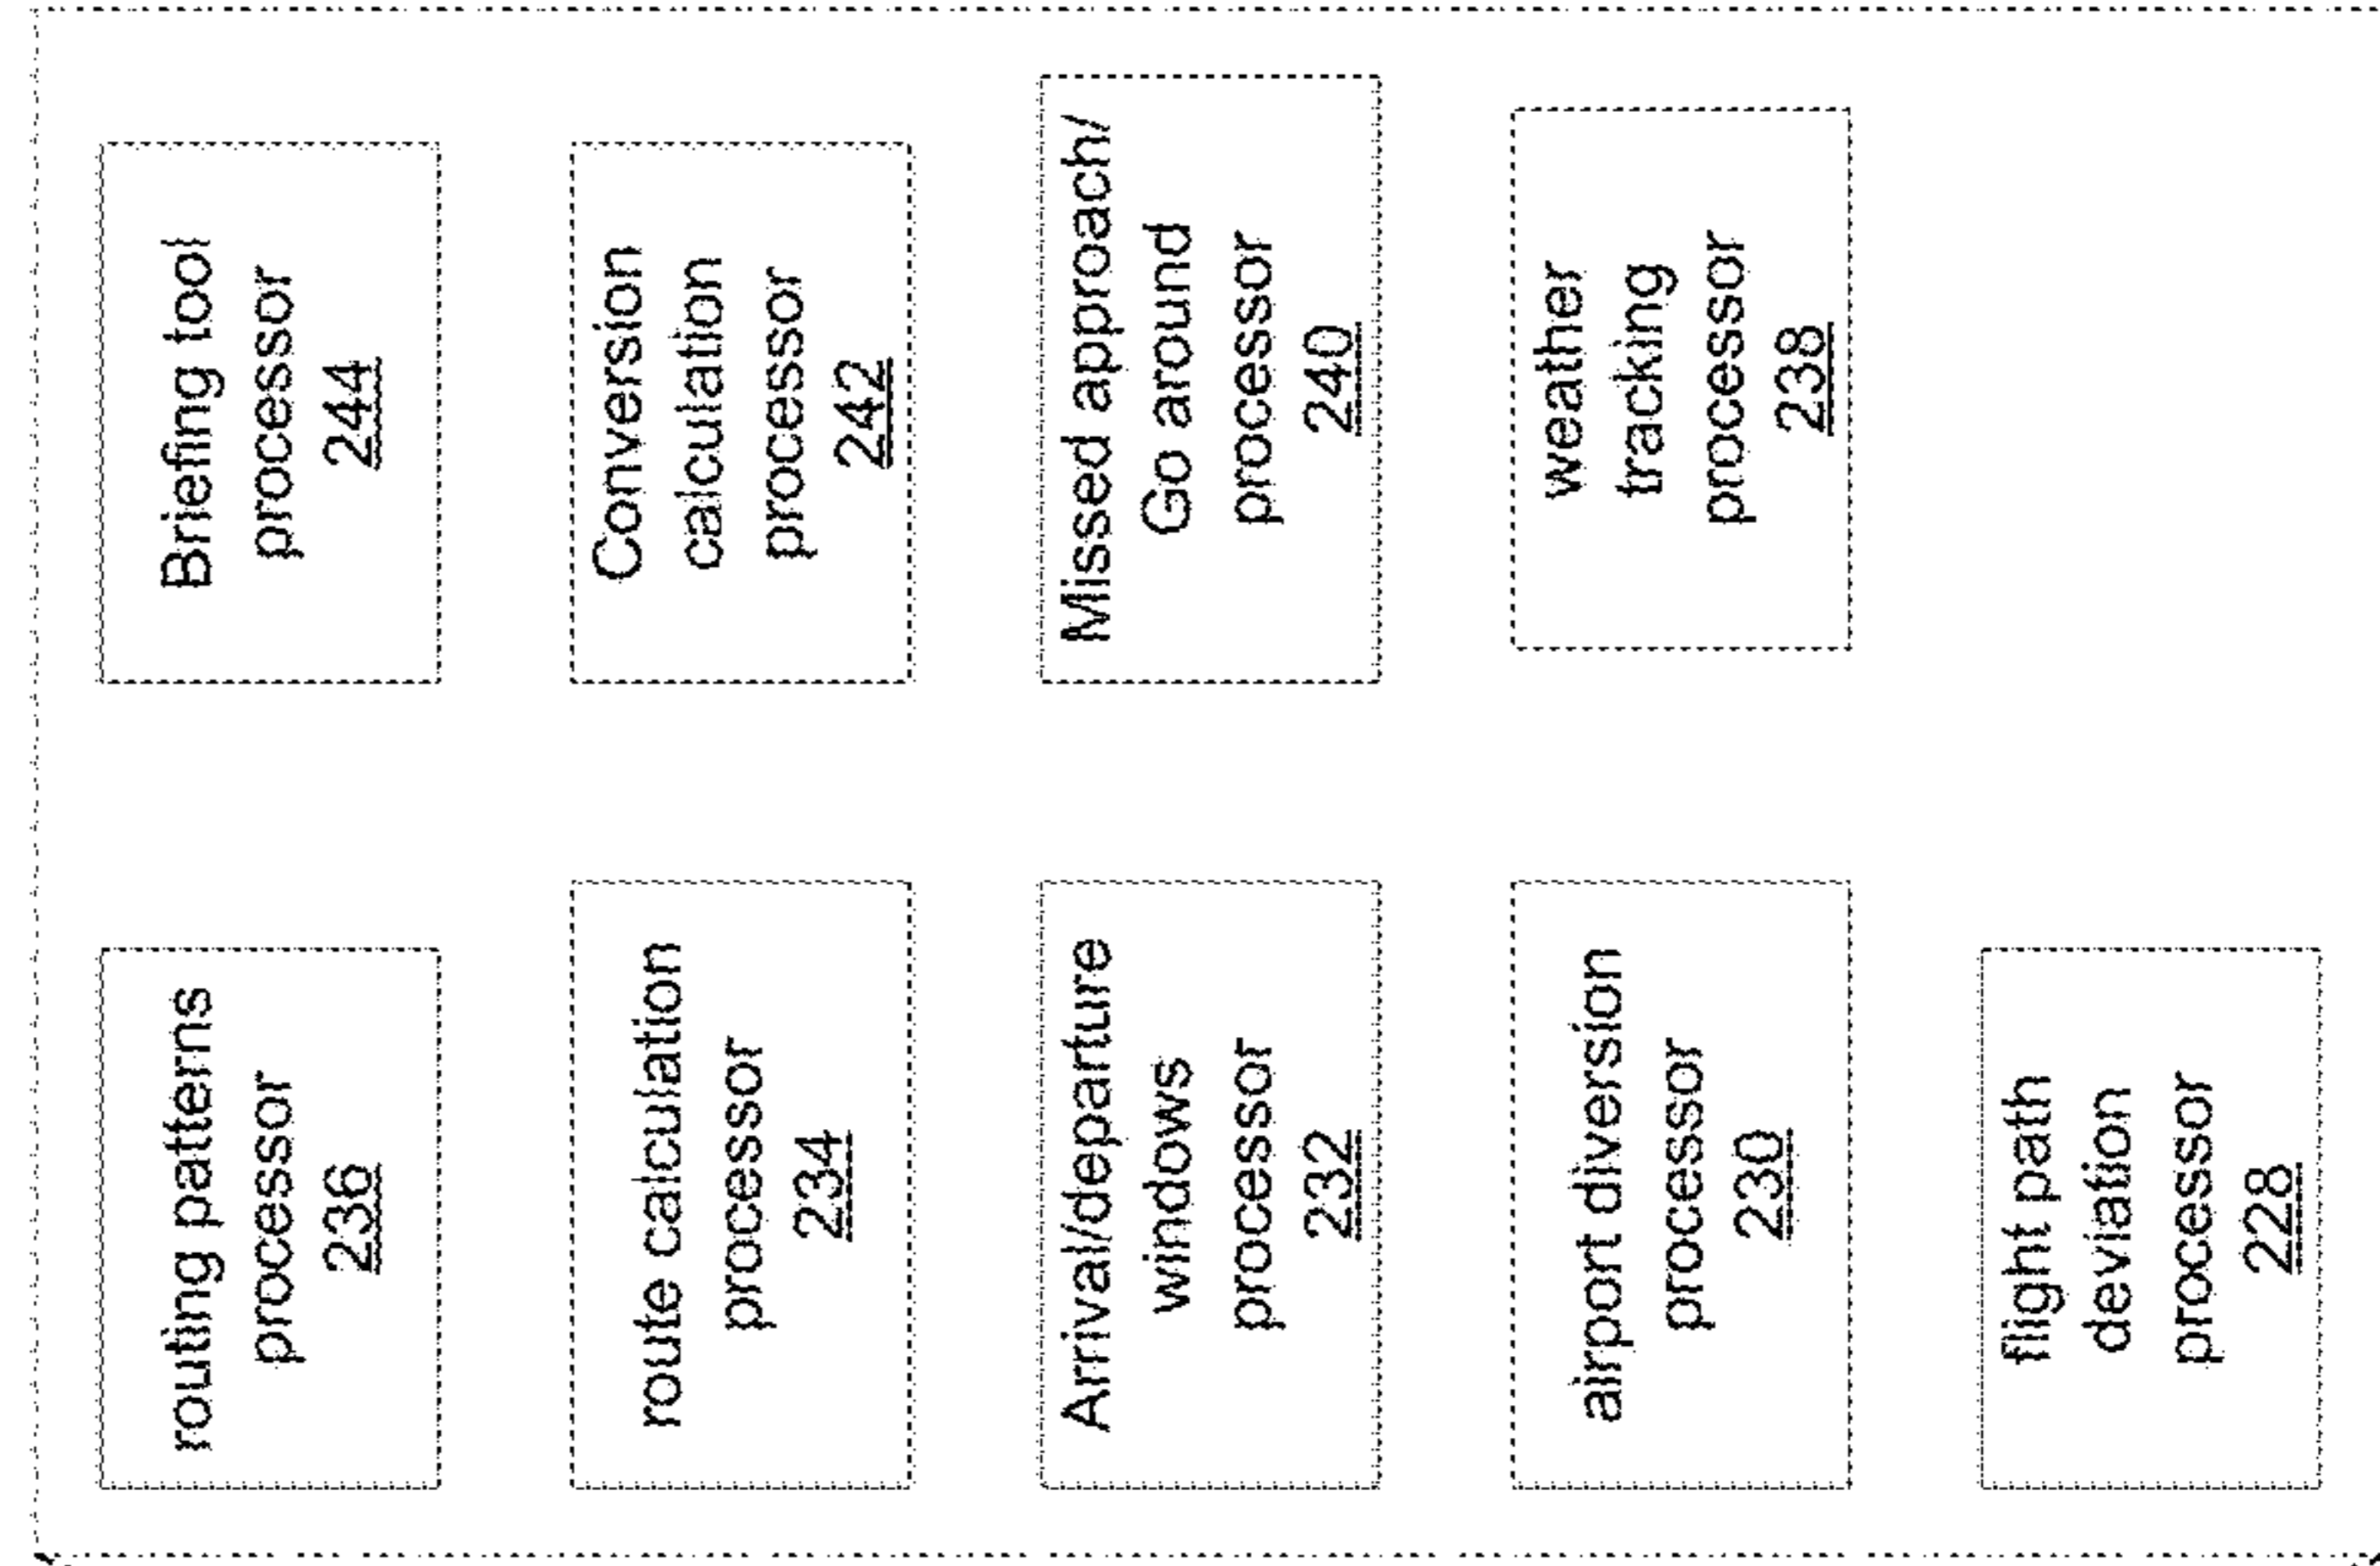 routing patterns
processor
236
route calculation
processor
234
Arrival/departure
windows
processor
232
airport diversion
processor
230
flight path
deviation
processor
228
Briefing tool
processor
244
Conversion
calculation
processor
242
Missed approach/
Go around
processor
240
weather
tracking
processor
238